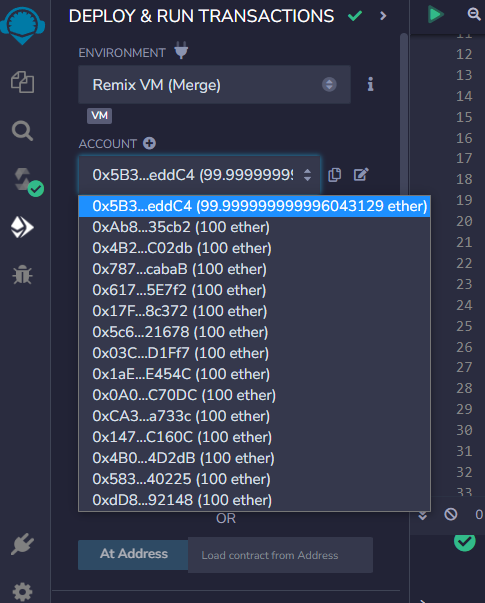 DEPLOY & RUN TRANSACTIONS
ENVIRONMENT
Remix VM (Merge)
VM
ACCOUNT
0x5B3...eddC4 (99.99999999
0x5B3...eddC4 (99.999999999996043129 ether)
0xAb8...35cb2 (100 ether)
0x4B2...C02db (100 ether)
0x787...cabaB (100 ether)
0x617...5E7f2 (100 ether)
0x17F...8c372 (100 ether)
0x5c6...21678 (100 ether)
0x03C...D1Ff7 (100 ether)
0x1aE...E454C (100 ether)
0x0A0...C70DC (100 ether)
0xCA3...a733c (100 ether)
0x147...C160C (100 ether)
0x4B0...4D2dB (100 ether)
0x583...40225 (100 ether)
0xdD8...92148 (100 ether)
OR
At Address
Load contract from Address
11
12
13
14
15
16
17
18
19
20
21
22
23
24
25
26
27
28
29
30
31
32
33
0